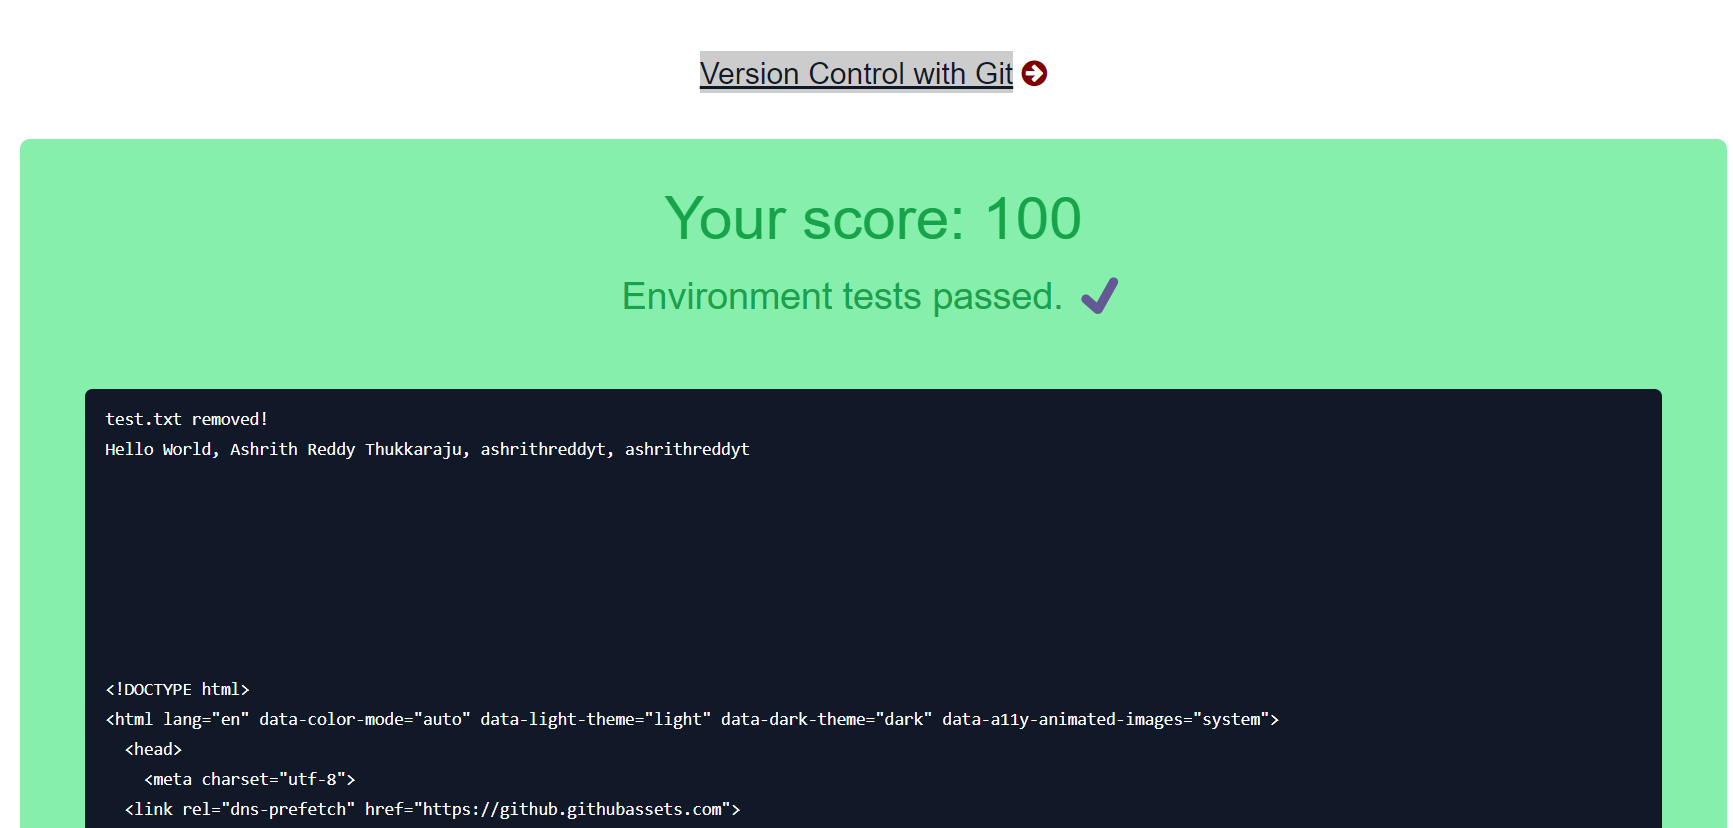 Version Control with Git
Your score: 100
Environment tests passed.
test.txt removed!
Hello World, Ashrith Reddy Thukkaraju, ashrithreddyt, ashrithreddyt
<!DOCTYPE html>
<html lang="en" data-color-mode="auto" data-light-theme="light" data-dark-theme="dark" data-a11y-animated-images="system">
<head>
<meta charset="utf-8">
<link rel="dns-prefetch" href="https://github.githubassets.com">